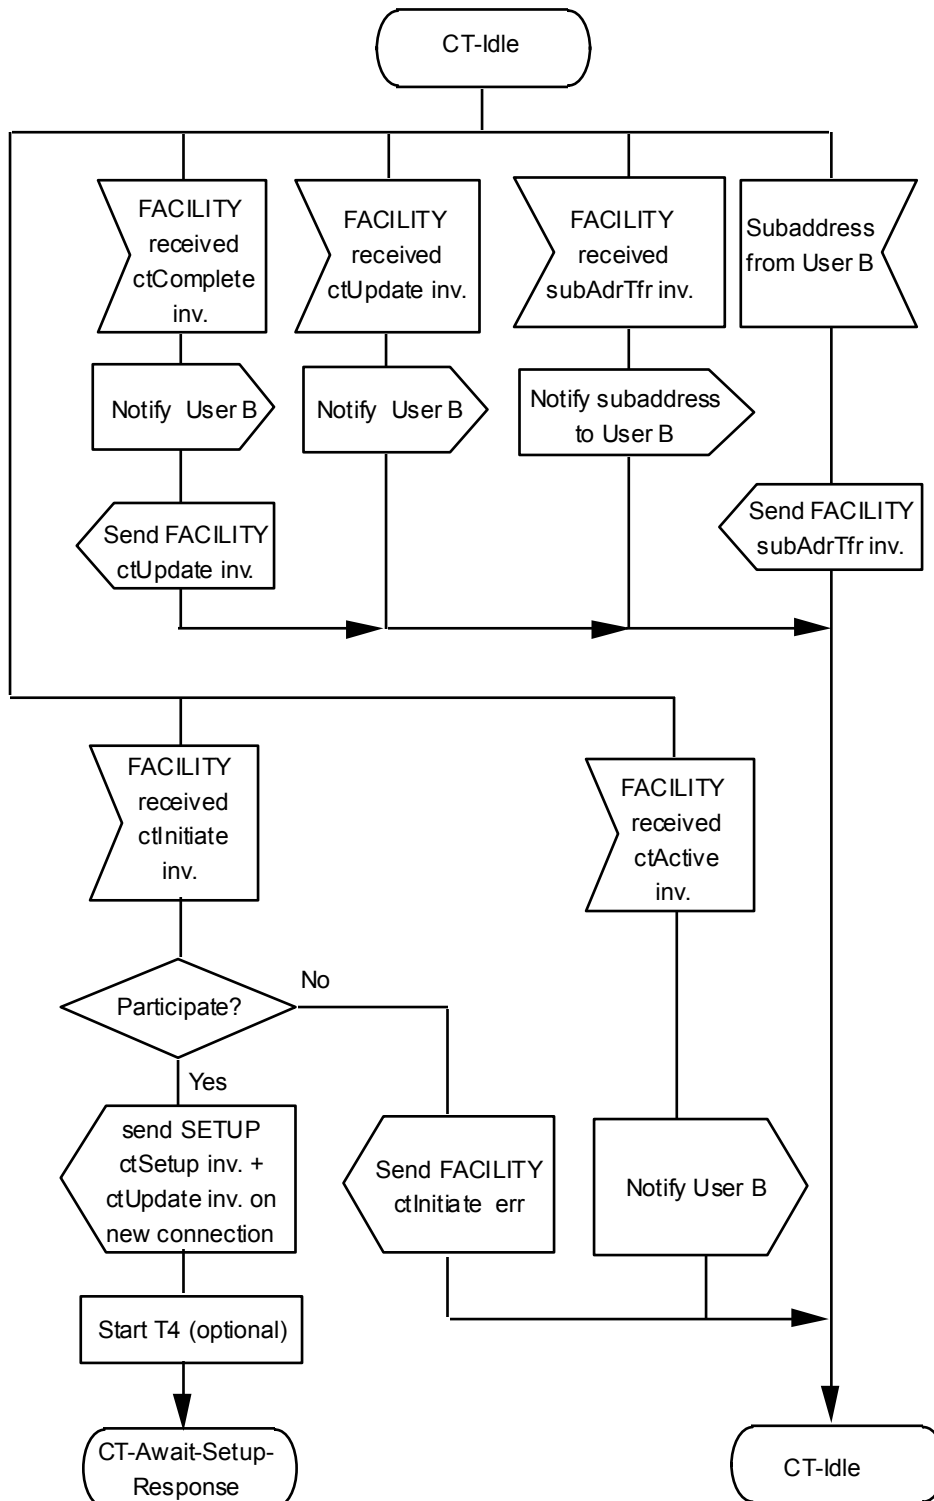 CT-Idle
FACILITY
received
ctComplete
inv.
FACILITY
received
ctUpdate inv.
FACILITY
received
subAdrTfr inv.
Subaddress
from User B
Notify User B
Notify User B
Notify subaddress
to User B
Send FACILITY
ctUpdate inv.
Send FACILITY
subAdrTfr inv.
FACILITY
received
ctInitiate
inv.
FACILITY
received
ctActive
inv.
Participate?
No
Yes
send SETUP
ctSetup inv. +
ctUpdate inv. on
new connection
Send FACILITY
ctInitiate err
Notify User B
Start T4 (optional)
CT-Await-Setup-
Response
CT-Idle